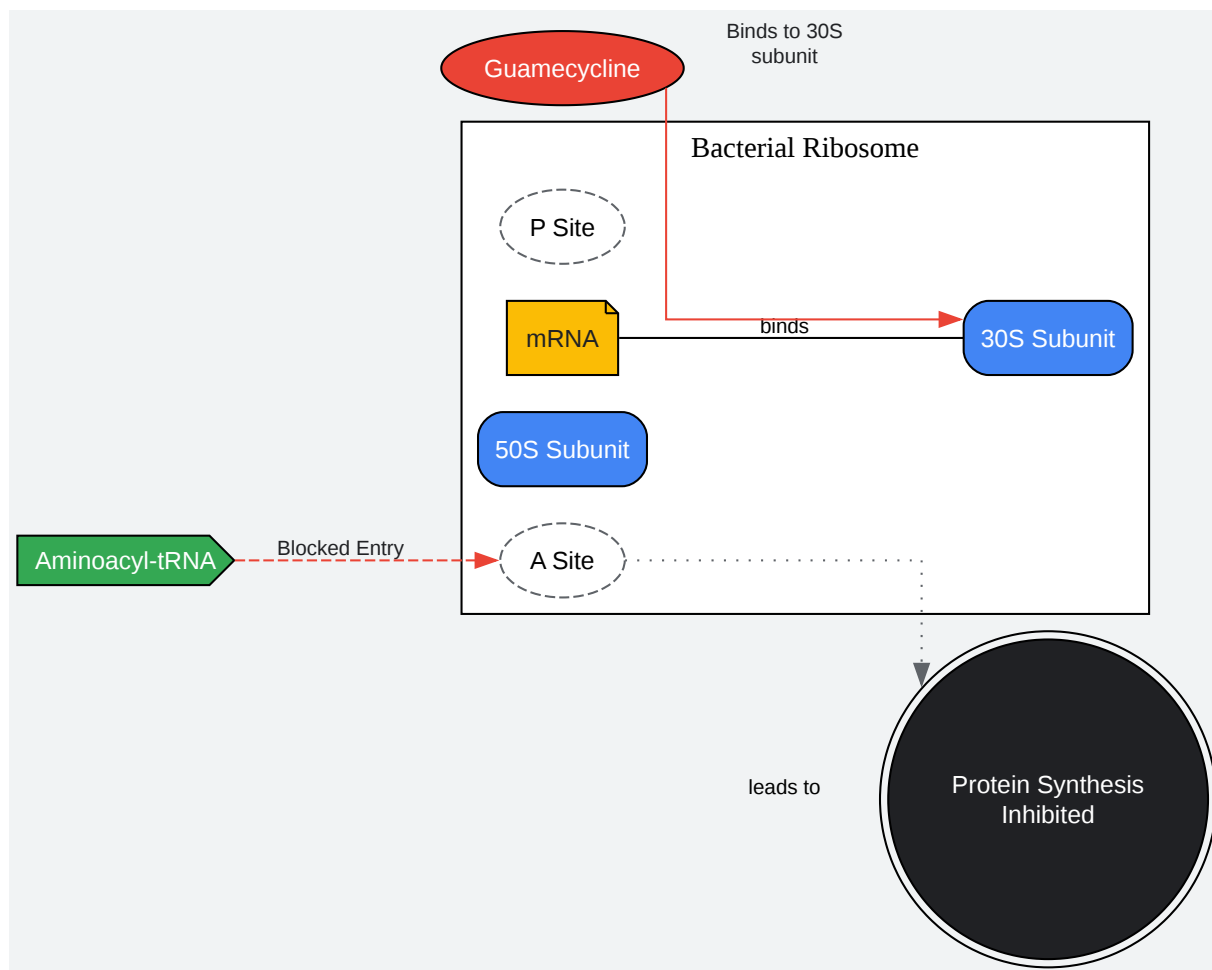 Binds to 30S
subunit
Guamecycline
Bacterial Ribosome
P Site
binds
mRNA
30S Subunit
50S Subunit
Blocked Entry
Aminoacyl-tRNA
A Site
leads to
Protein Synthesis
Inhibited